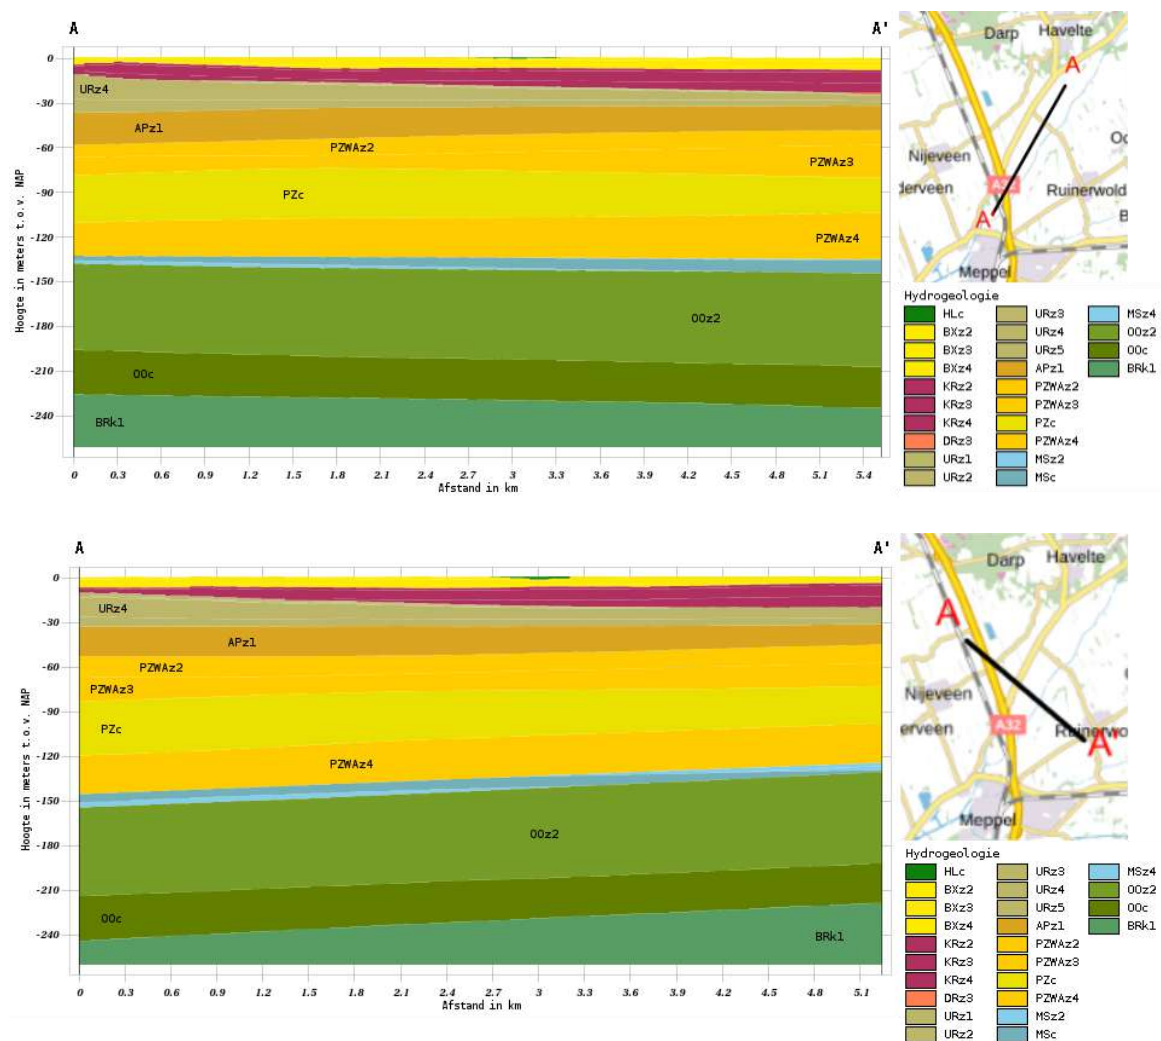 A
A'
Hoogte in meters t.o.v. NAP
0
-30
-60
-90
-120
-150
-180
-210
-240
URz4
APz1
PZWAz2
PZWAz3
PZc
PZWAz4
OOz2
OOc
BRk1
0 0.3 0.6 0.9 1.2 1.5 1.8 2.1 2.4 2.7 3 3.3 3.6 3.9 4.2 4.5 4.8 5.1 5.4
Afstand in km
Darp Havelte
A
Nijeveen
derveen
Ruinerwold
A
Meppel
Hydrogeologie
HLc URz3 MSz4
BXz2 URz4 OOz2
BXz3 URz5 OOc
BXz4 APz1 BRk1
KRz2 PZWAz2
KRz3 PZWAz3
KRz4 PZc
DRz3 PZWAz4
URz1 MSz2
URz2 MSc
A
A'
Hoogte in meters t.o.v. NAP
0
-30
-60
-90
-120
-150
-180
-210
-240
URz4
APz1
PZWAz2
PZWAz3
PZc
PZWAz4
OOz2
OOc
BRk1
0 0.3 0.6 0.9 1.2 1.5 1.8 2.1 2.4 2.7 3 3.3 3.6 3.9 4.2 4.5 4.8 5.1
Afstand in km
Darp Havelte
A
Nijeveen
erveen
A32
Ruinerwo
A'
Meppel
Hydrogeologie
HLc URz3 MSz4
BXz2 URz4 OOz2
BXz3 URz5 OOc
BXz4 APz1 BRk1
KRz2 PZWAz2
KRz3 PZWAz3
KRz4 PZc
DRz3 PZWAz4
URz1 MSz2
URz2 MSc